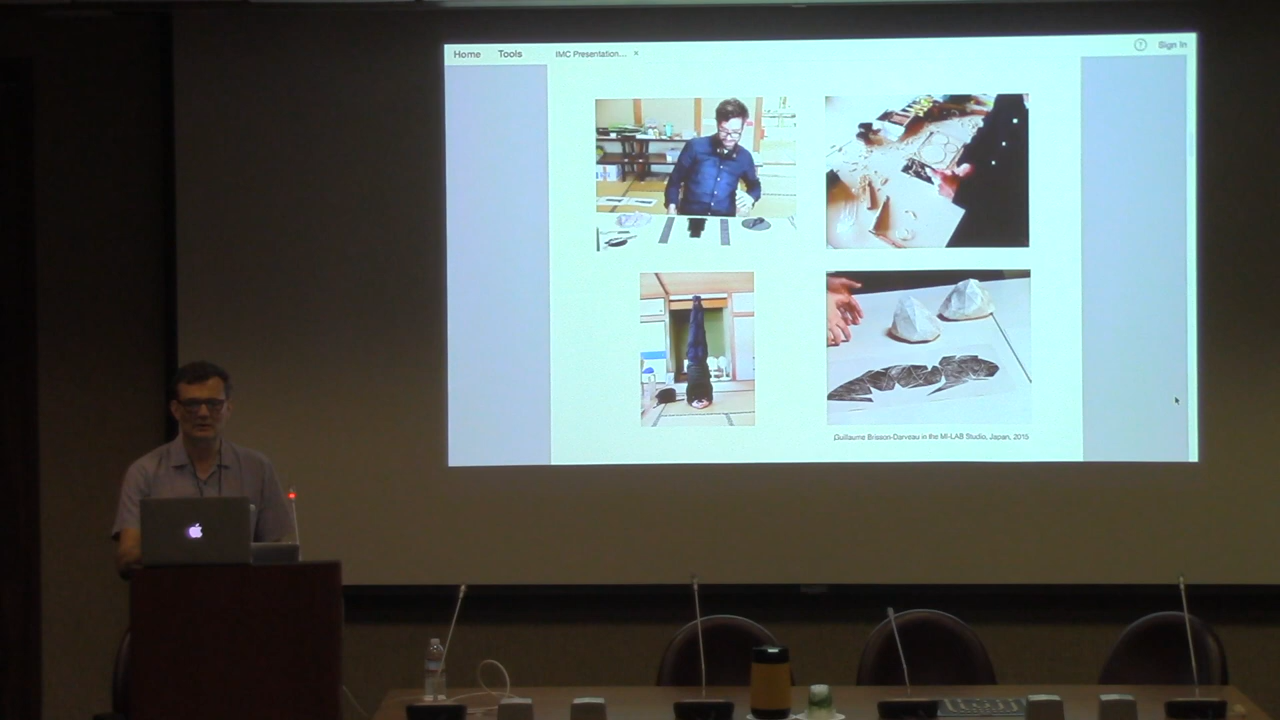 Home Tools IMC Presentation... × ? Sign In
Guillaume Brisson-Darveau in the MI-LAB Studio, Japan, 2015